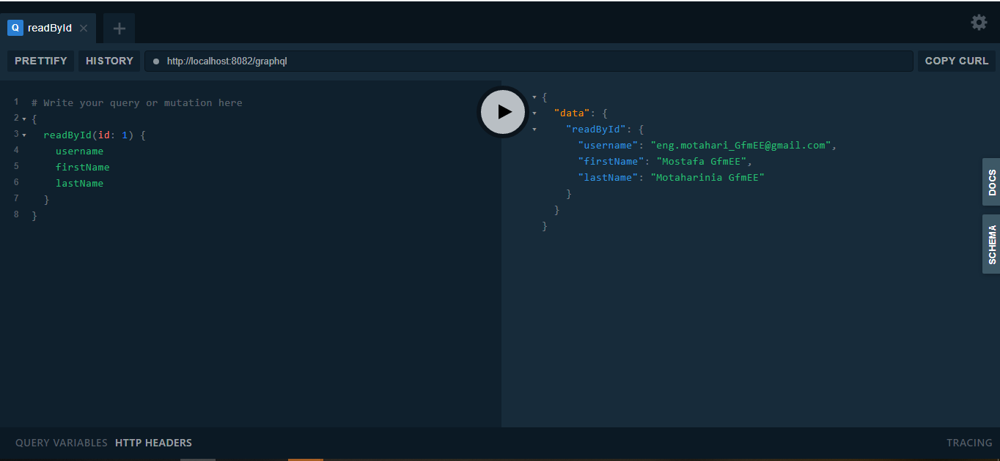 Q readById
PRETTIFY HISTORY http://localhost:8082/graphql COPY CURL
1 # Write your query or mutation here
2 {
3 readById(id: 1) {
4 username
5 firstName
6 lastName
7 }
8 }
{
"data": {
"readById": {
"username": "eng.motahari_GfmEE@gmail.com",
"firstName": "Mostafa GfmEE",
"lastName": "Motaharinia GfmEE"
}
}
}
DOCS
SCHEMA
QUERY VARIABLES HTTP HEADERS TRACING